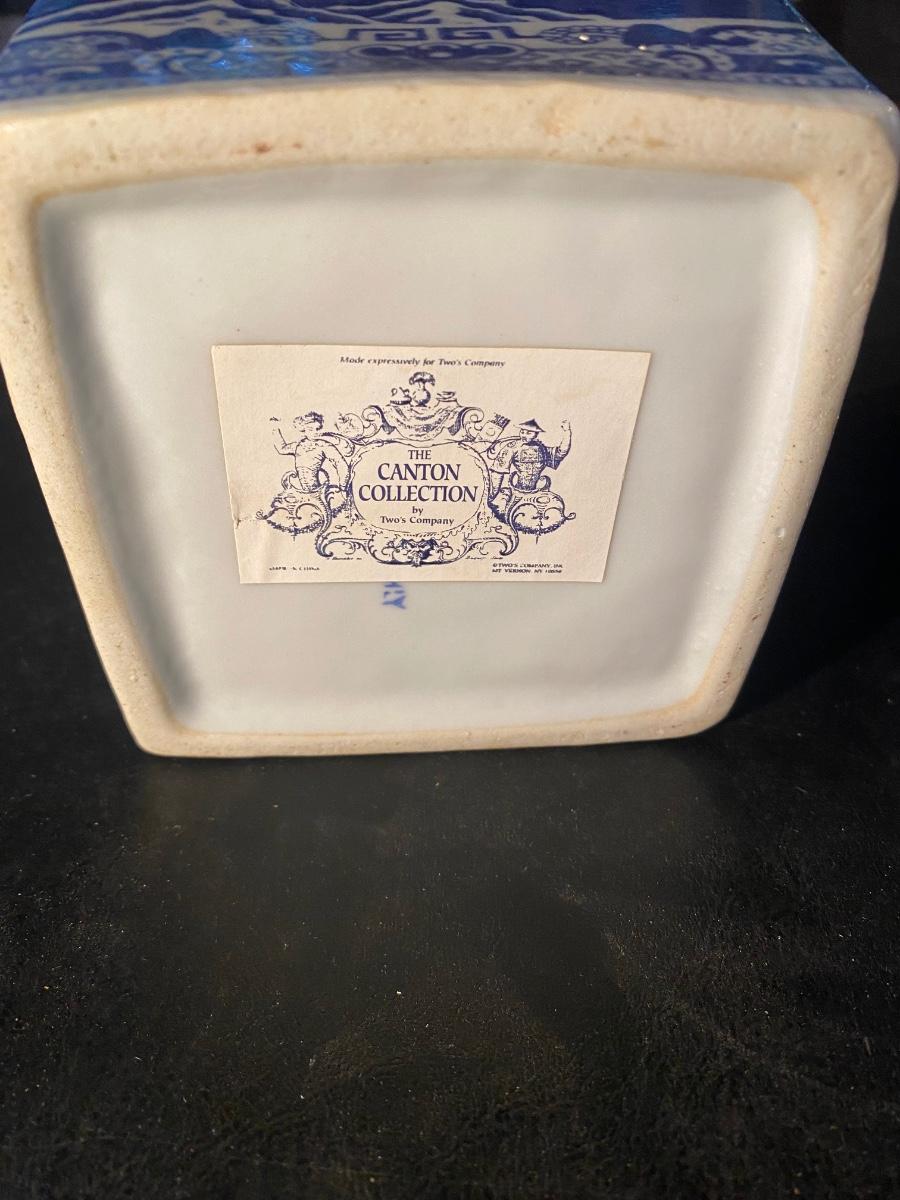 Made expressively for Two's Company
THE
CANTON
COLLECTION
by
Two's Company
©TWO'S COMPANY, INC
MT VERNON, NY